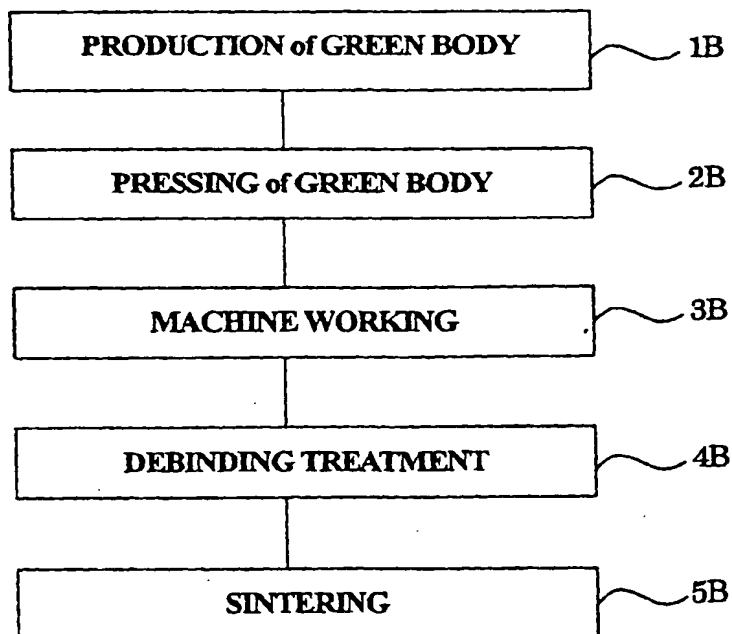 PRODUCTION of GREEN BODY 1B
PRESSING of GREEN BODY 2B
MACHINE WORKING 3B
DEBINDING TREATMENT 4B
SINTERING 5B